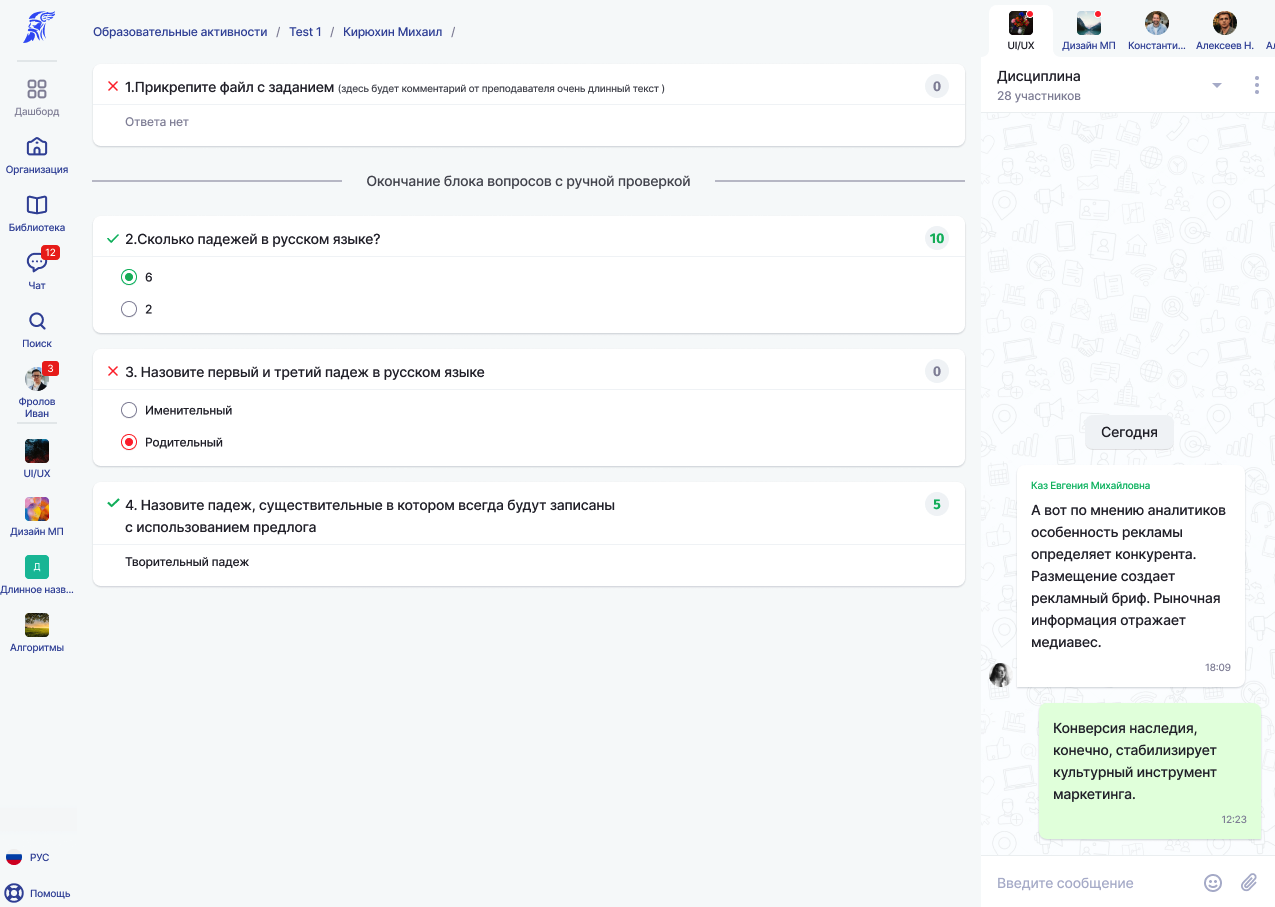 Дашборд
Организация
Библиотека
12
Чат
Поиск
3
Фролов
Иван
UI/UX
Дизайн МП
Д
Длинное назв...
Алгоритмы
РУС
Помощь
Образовательные активности / Test 1 / Кирюхин Михаил /
1.Прикрепите файл с заданием (здесь будет комментарий от преподавателя очень длинный текст )
0
Ответа нет
Окончание блока вопросов с ручной проверкой
2.Сколько падежей в русском языке?
10
6
2
3. Назовите первый и третий падеж в русском языке
0
Именительный
Родительный
4. Назовите падеж, существительные в котором всегда будут записаны
с использованием предлога
5
Творительный падеж
UI/UX
Дизайн МП
Константи...
Алексеев Н.
Дисциплина
28 участников
Сегодня
Каз Евгения Михайловна
А вот по мнению аналитиков
особенность рекламы
определяет конкурента.
Размещение создает
рекламный бриф. Рыночная
информация отражает
медиавес.
18:09
Конверсия наследия,
конечно, стабилизирует
культурный инструмент
маркетинга.
12:23
Введите сообщение